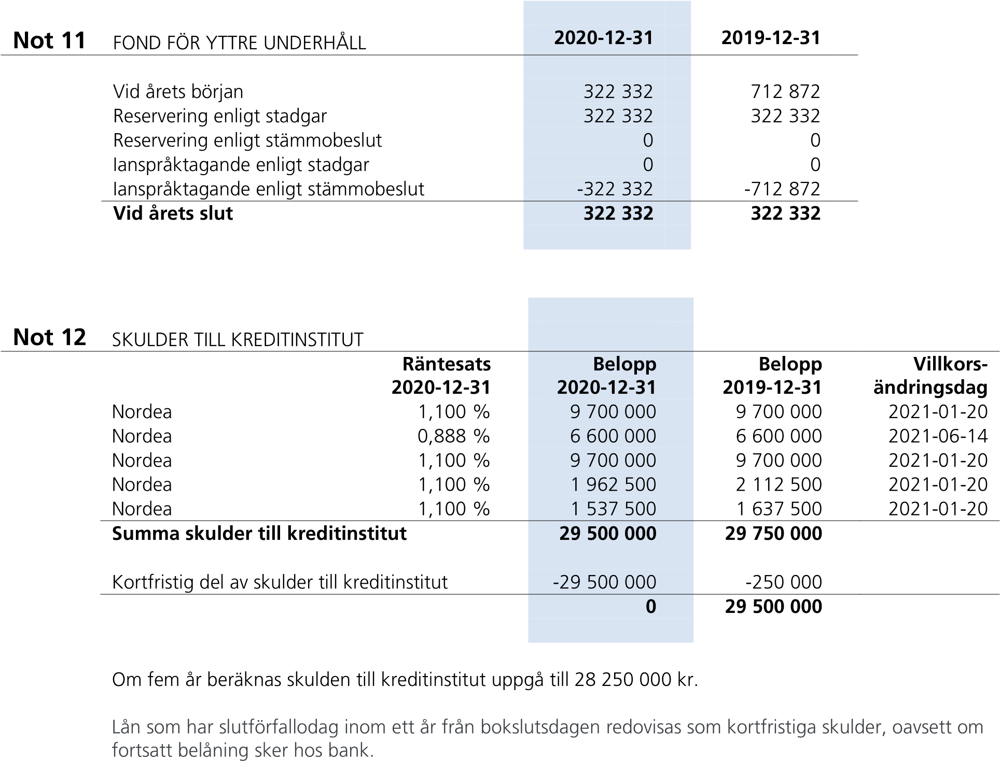 Not 11 FOND FÖR YTTRE UNDERHÅLL 2020-12-31 2019-12-31
Vid årets början 322 332 712 872
Reservering enligt stadgar 322 332 322 332
Reservering enligt stämmobeslut 0 0
Ianspråktagande enligt stadgar 0 0
Ianspråktagande enligt stämmobeslut -322 332 -712 872
Vid årets slut 322 332 322 332
Not 12 SKULDER TILL KREDITINSTITUT
Räntesats Belopp Belopp Villkors-
2020-12-31 2020-12-31 2019-12-31 ändringsdag
Nordea 1,100 % 9 700 000 9 700 000 2021-01-20
Nordea 0,888 % 6 600 000 6 600 000 2021-06-14
Nordea 1,100 % 9 700 000 9 700 000 2021-01-20
Nordea 1,100 % 1 962 500 2 112 500 2021-01-20
Nordea 1,100 % 1 537 500 1 637 500 2021-01-20
Summa skulder till kreditinstitut 29 500 000 29 750 000
Kortfristig del av skulder till kreditinstitut -29 500 000 -250 000
0 29 500 000
Om fem år beräknas skulden till kreditinstitut uppgå till 28 250 000 kr.
Lån som har slutförfallodag inom ett år från bokslutsdagen redovisas som kortfristiga skulder, oavsett om
fortsatt belåning sker hos bank.